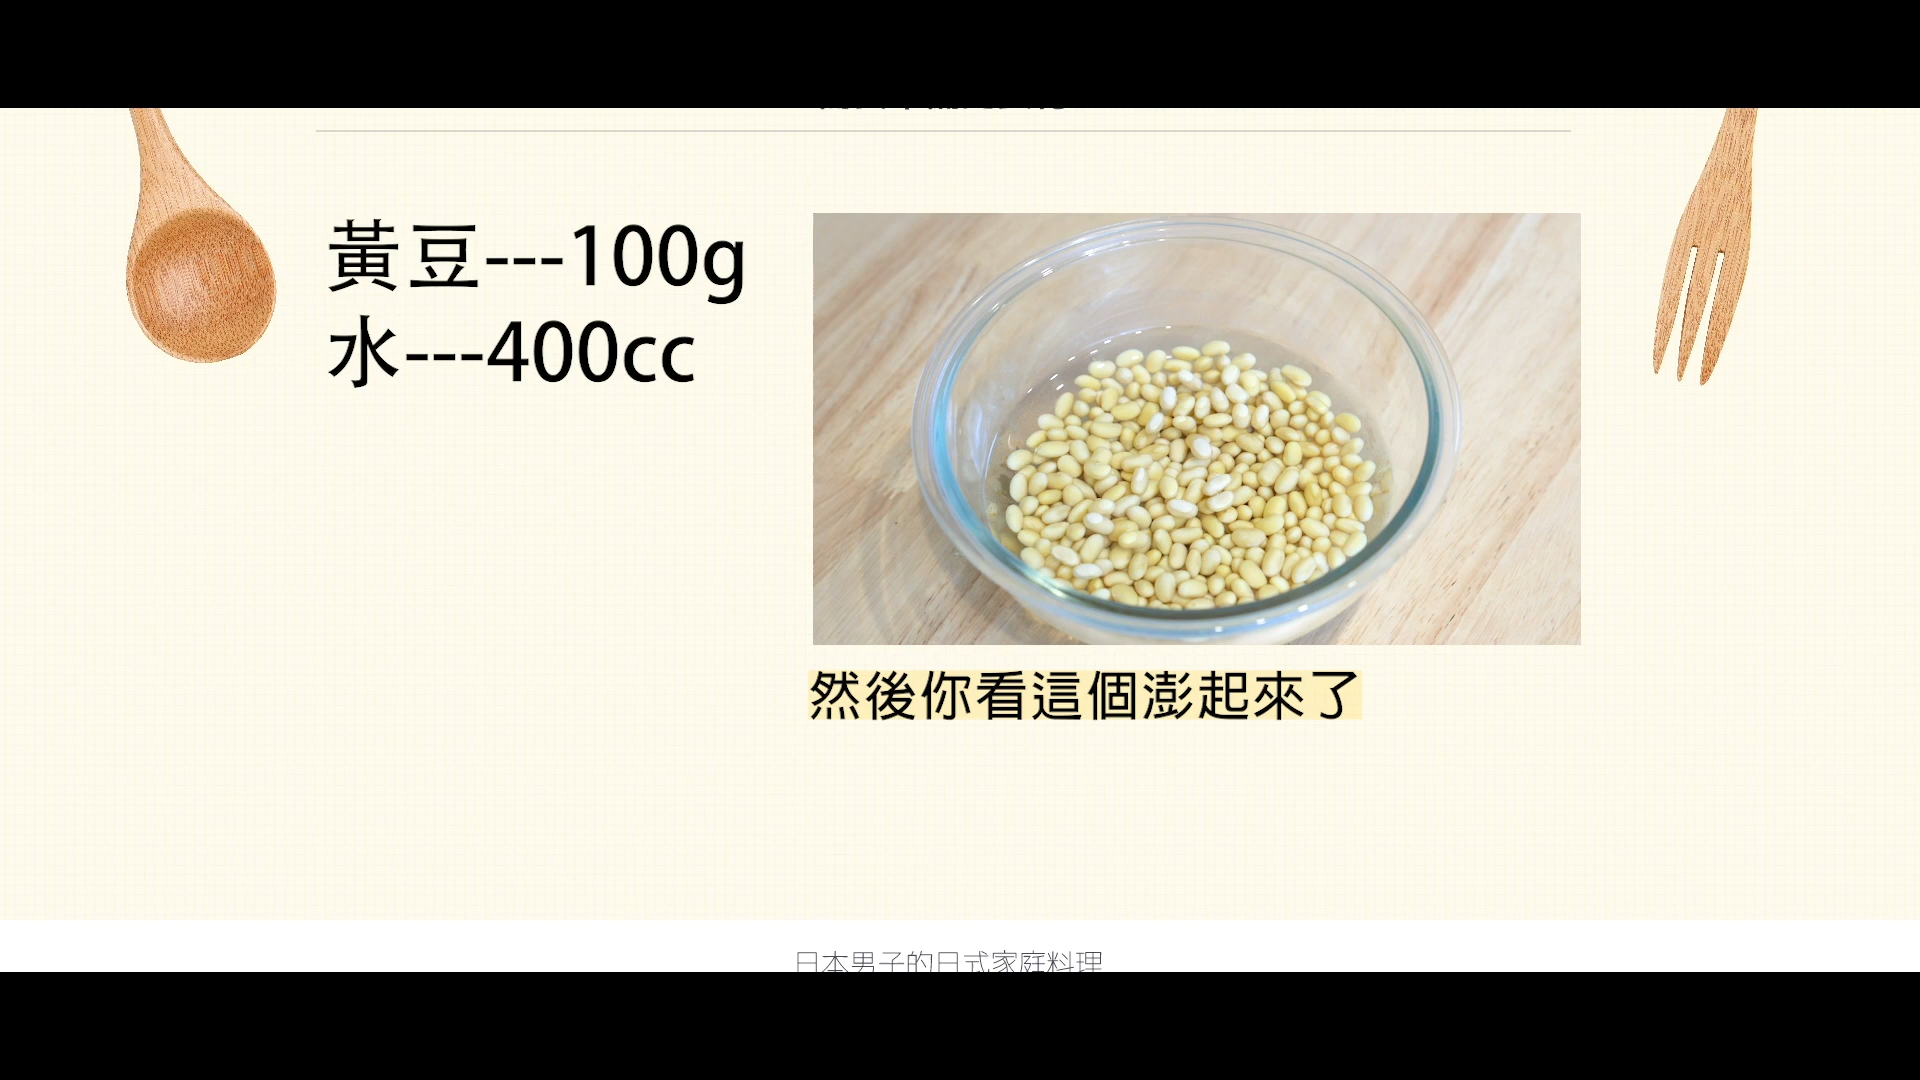 黃豆---100g
水---400cc
然後你看這個澎起來了
日本男子的日式家庭料理